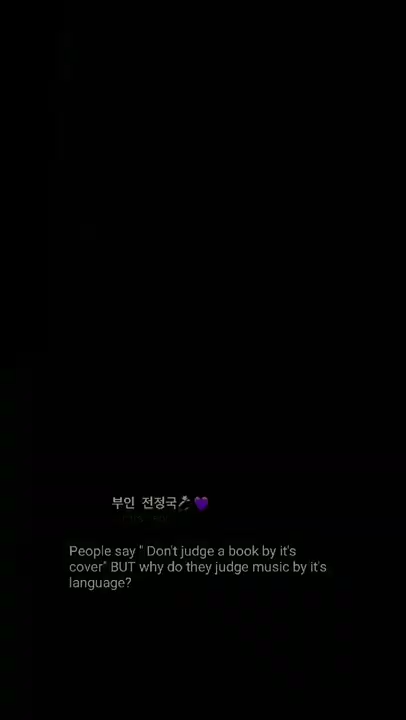 부인 전정국🎤💜
People say " Don't judge a book by it's
cover" BUT why do they judge music by it's
language?